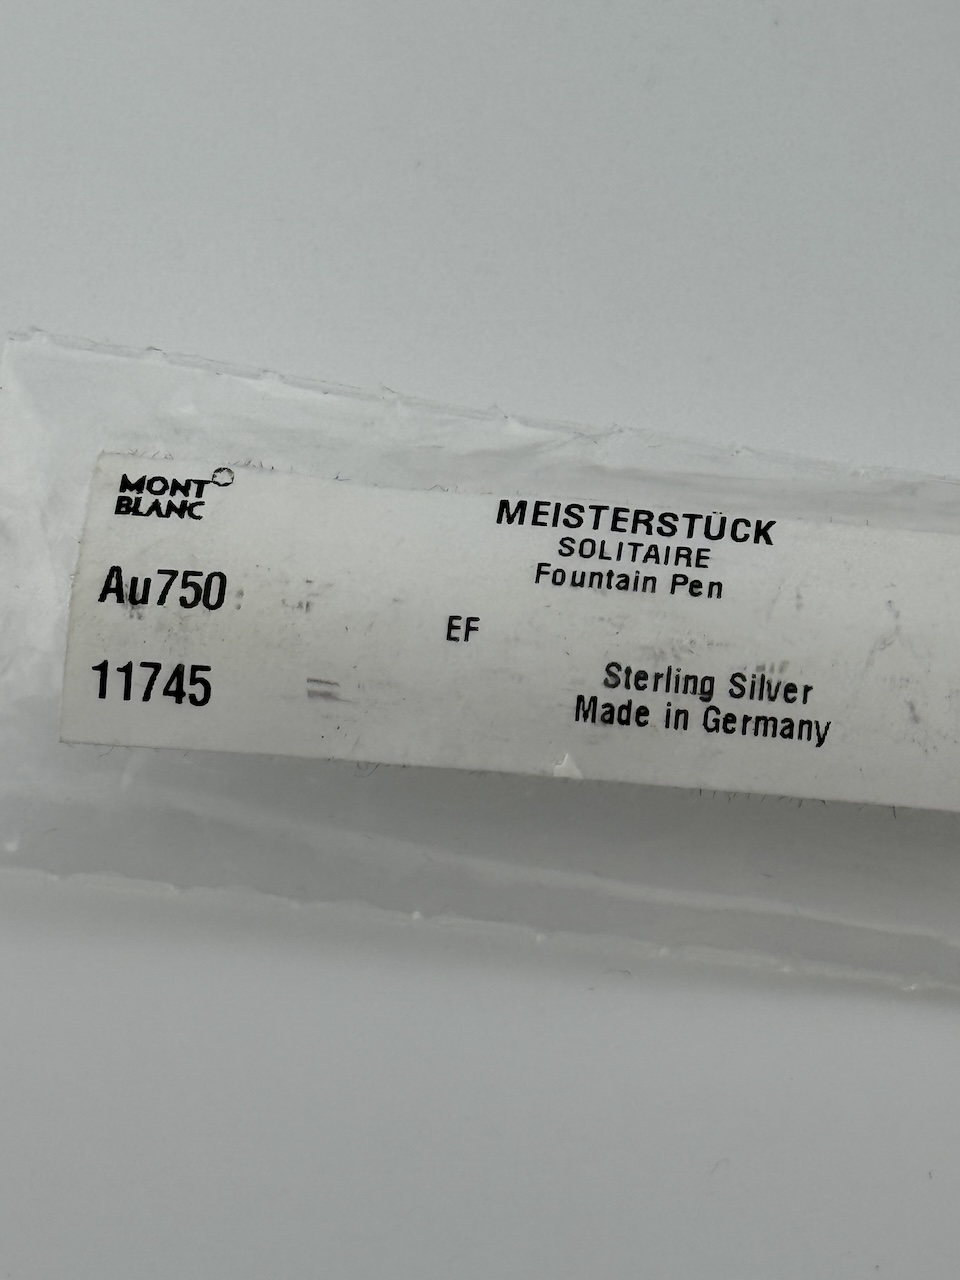 MONT
BLANC
MEISTERSTÜCK
SOLITAIRE
Fountain Pen
Au750
EF
11745
Sterling Silver
Made in Germany